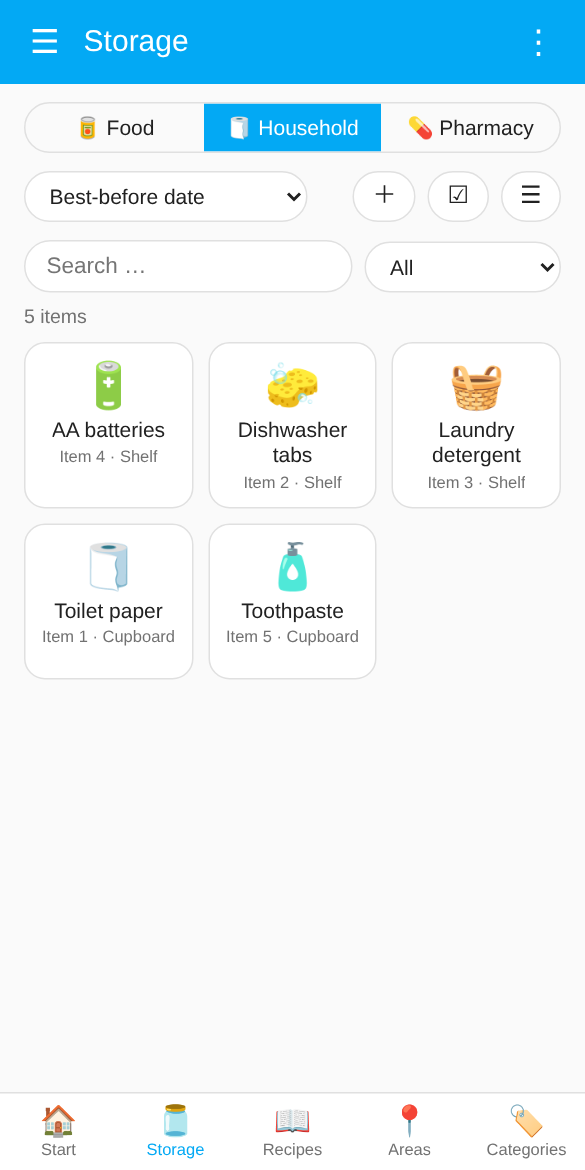 Storage
Food
Household
Pharmacy
Best-before date
Search …
All
5 items
AA batteries
Item 4 · Shelf
Dishwasher
tabs
Item 2 · Shelf
Laundry
detergent
Item 3 · Shelf
Toilet paper
Item 1 · Cupboard
Toothpaste
Item 5 · Cupboard
Start
Storage
Recipes
Areas
Categories